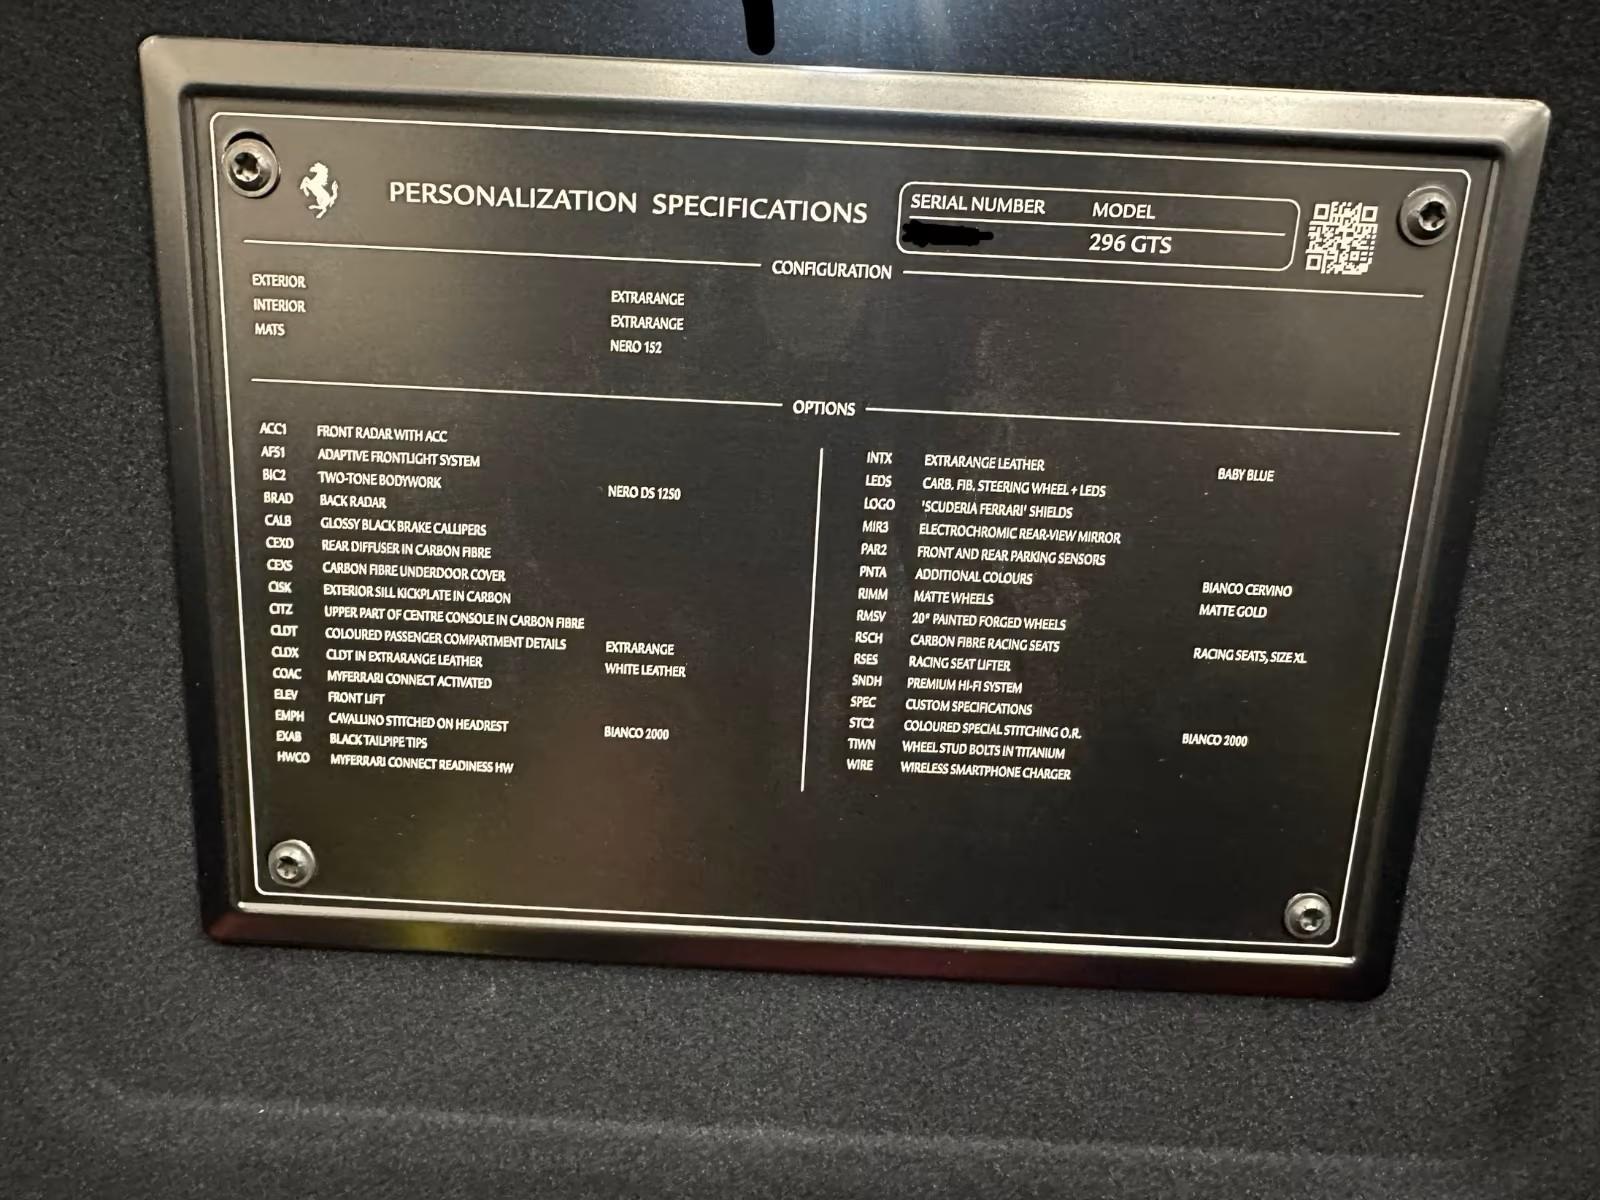 PERSONALIZATION SPECIFICATIONS
SERIAL NUMBER MODEL
296 GTS
CONFIGURATION
EXTERIOR EXTRARANGE
INTERIOR EXTRARANGE
MATS NERO 152
OPTIONS
ACC1 FRONT RADAR WITH ACC
AFS1 ADAPTIVE FRONTLIGHT SYSTEM
BIC2 TWO-TONE BODYWORK NERO DS 1250
BRAD BACK RADAR
CALB GLOSSY BLACK BRAKE CALLIPERS
CEXD REAR DIFFUSER IN CARBON FIBRE
CEXS CARBON FIBRE UNDERDOOR COVER
CISK EXTERIOR SILL KICKPLATE IN CARBON
CITZ UPPER PART OF CENTRE CONSOLE IN CARBON FIBRE
CLDT COLOURED PASSENGER COMPARTMENT DETAILS EXTRARANGE
CLDX CLDT IN EXTRARANGE LEATHER WHITE LEATHER
COAC MYFERRARI CONNECT ACTIVATED
ELEV FRONT LIFT
EMPH CAVALLINO STITCHED ON HEADREST BIANCO 2000
EXAB BLACK TAILPIPE TIPS
HWCO MYFERRARI CONNECT READINESS HW
INTX EXTRARANGE LEATHER BABY BLUE
LEDS CARB. FIB. STEERING WHEEL + LEDS
LOGO 'SCUDERIA FERRARI' SHIELDS
MIR3 ELECTROCHROMIC REAR-VIEW MIRROR
PAR2 FRONT AND REAR PARKING SENSORS
PNTA ADDITIONAL COLOURS BIANCO CERVINO
RIMM MATTE WHEELS MATTE GOLD
RMSV 20" PAINTED FORGED WHEELS
RSCH CARBON FIBRE RACING SEATS RACING SEATS, SIZE XL
RSES RACING SEAT LIFTER
SNDH PREMIUM HI-FI SYSTEM
SPEC CUSTOM SPECIFICATIONS
STC2 COLOURED SPECIAL STITCHING O.R. BIANCO 2000
TIWN WHEEL STUD BOLTS IN TITANIUM
WIRE WIRELESS SMARTPHONE CHARGER